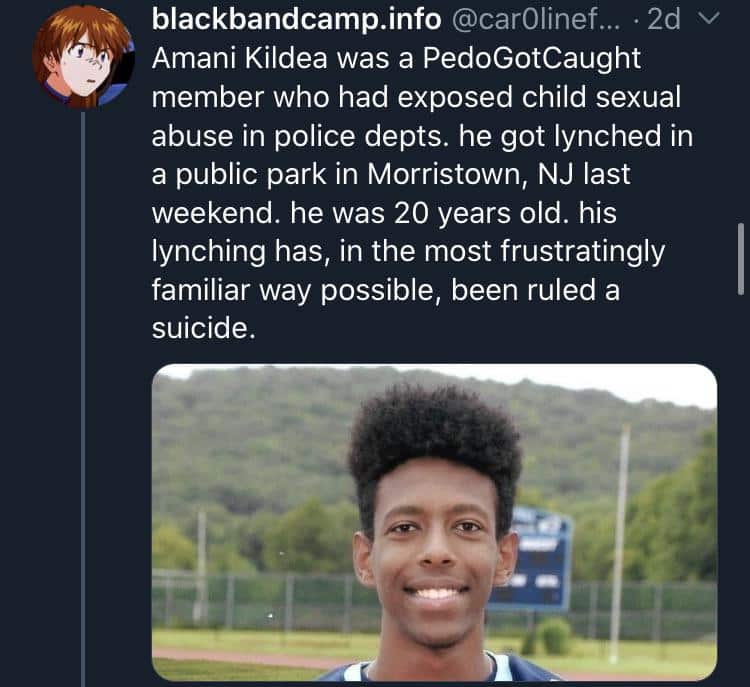 blackbandcamp.info @car0linef... · 2d
Amani Kildea was a PedoGotCaught
member who had exposed child sexual
abuse in police depts. he got lynched in
a public park in Morristown, NJ last
weekend. he was 20 years old. his
lynching has, in the most frustratingly
familiar way possible, been ruled a
suicide.